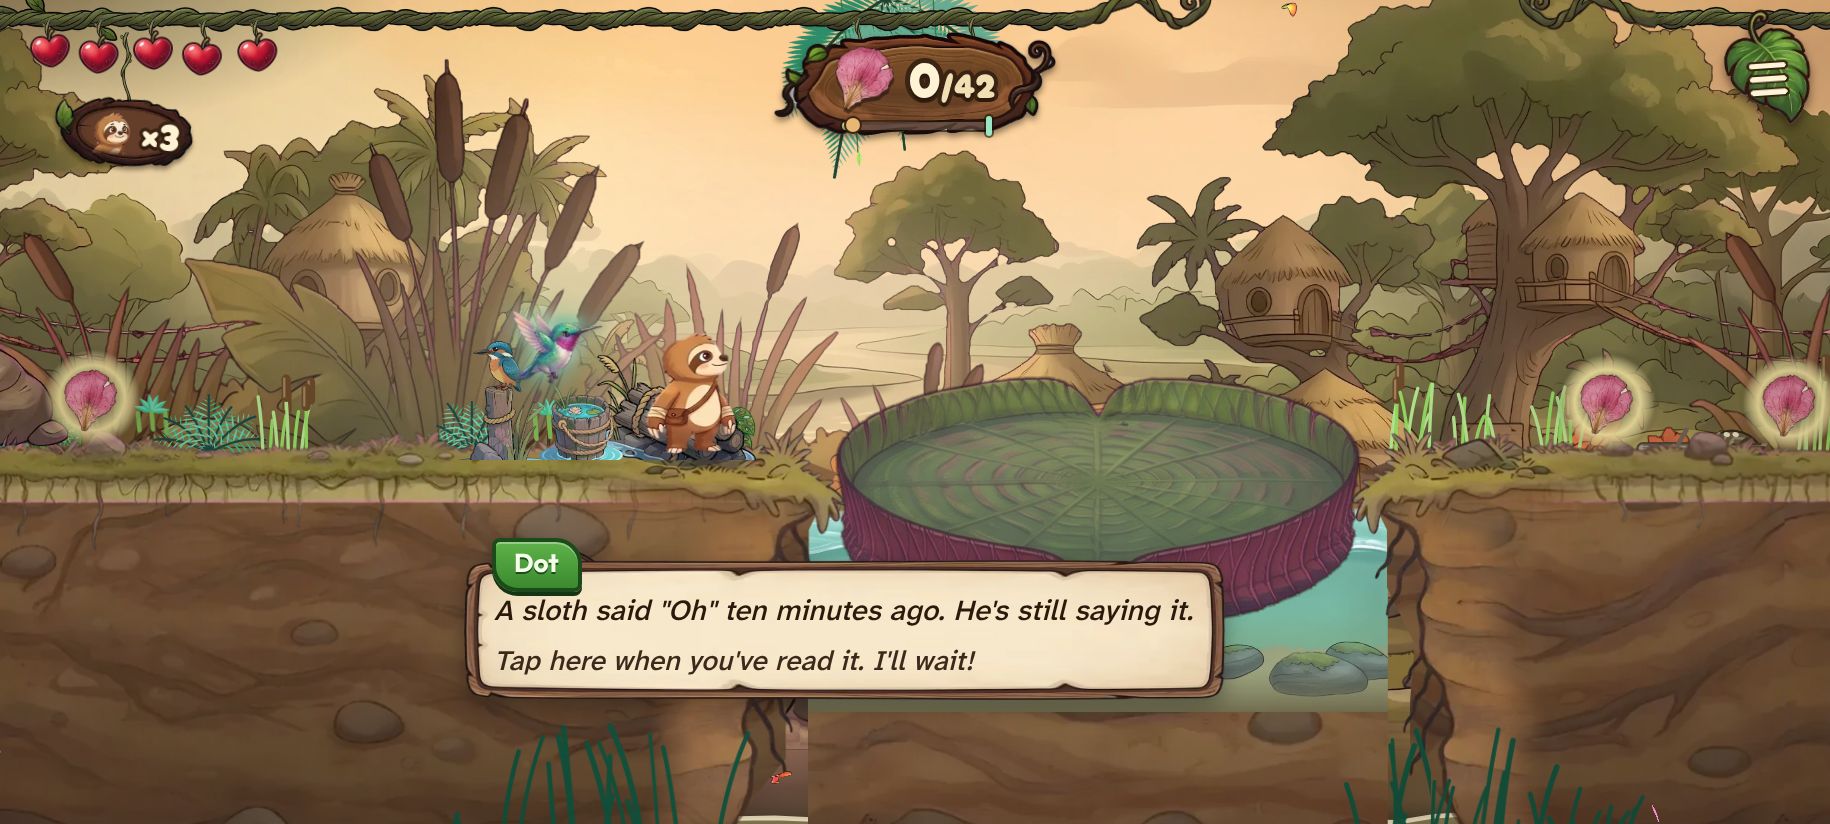 0/42
×3
Dot
A sloth said "Oh" ten minutes ago. He's still saying it.
Tap here when you've read it. I'll wait!